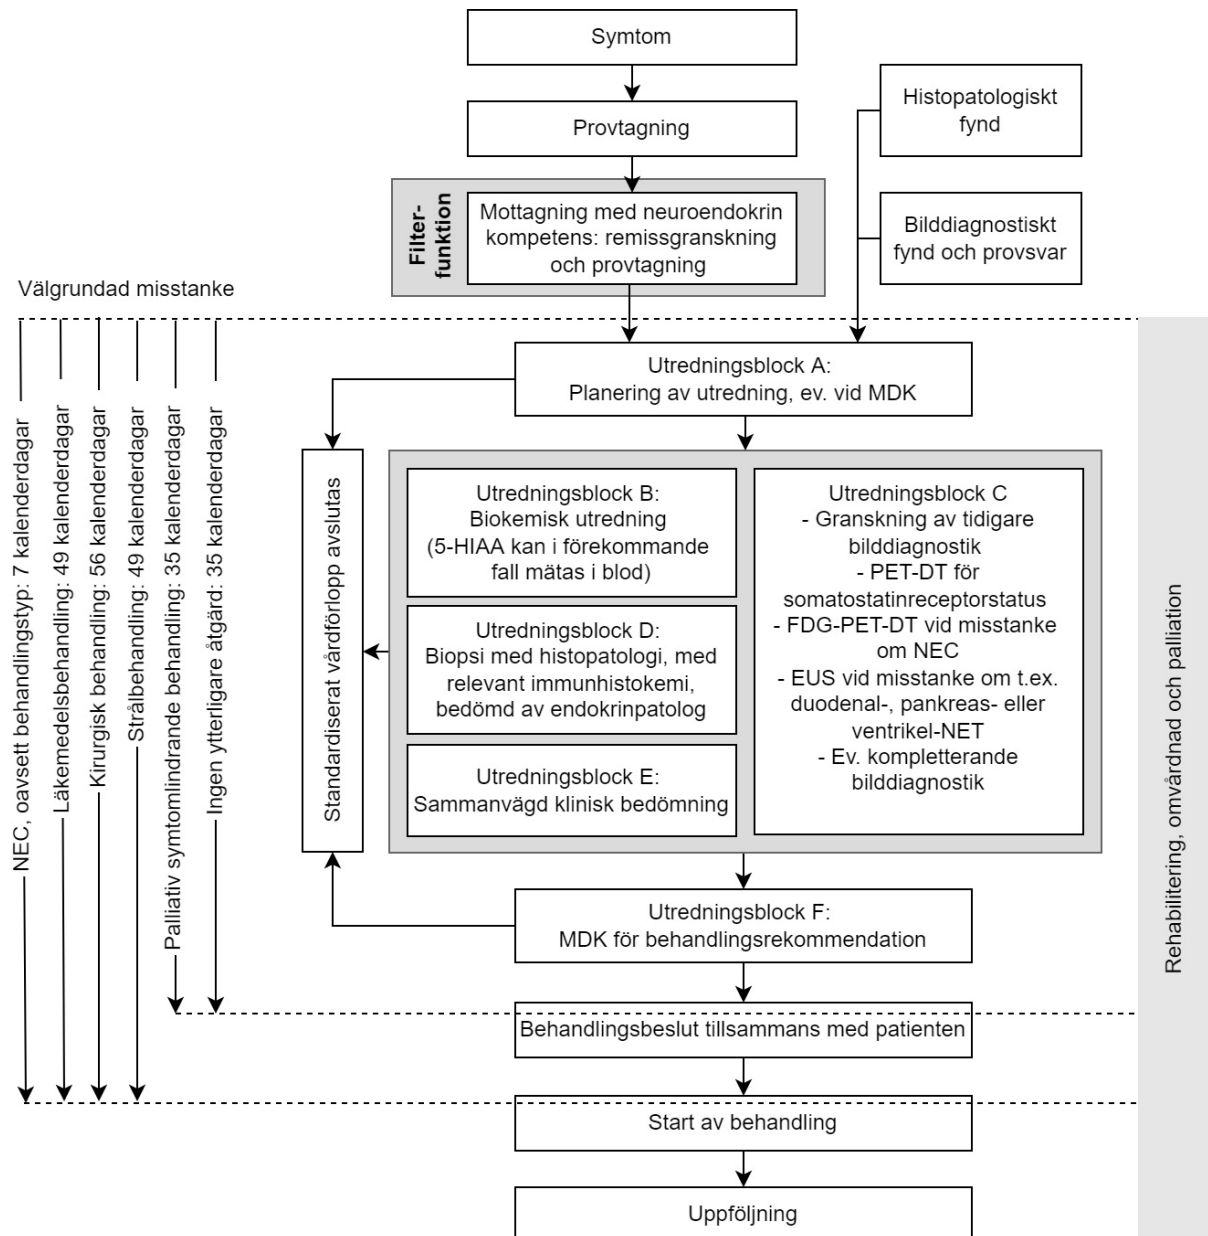 Symtom
Provtagning
Histopatologiskt
fynd
Filter-
funktion
Mottagning med neuroendokrin
kompetens: remissgranskning
och provtagning
Bilddiagnostiskt
fynd och provsvar
Välgrundad misstanke
NEC, oavsett behandlingstyp: 7 kalenderdagar
Läkemedelsbehandling: 49 kalenderdagar
Kirurgisk behandling: 56 kalenderdagar
Strålbehandling: 49 kalenderdagar
Palliativ symtomlindrande behandling: 35 kalenderdagar
Ingen ytterligare åtgärd: 35 kalenderdagar
Utredningsblock A:
Planering av utredning, ev. vid MDK
Standardiserat vårdförlopp avslutas
Utredningsblock B:
Biokemisk utredning
(5-HIAA kan i förekommande
fall mätas i blod)
Utredningsblock D:
Biopsi med histopatologi, med
relevant immunhistokemi,
bedömd av endokrinpatolog
Utredningsblock E:
Sammanvägd klinisk bedömning
Utredningsblock C
- Granskning av tidigare
bilddiagnostik
- PET-DT för
somatostatinreceptorstatus
- FDG-PET-DT vid misstanke
om NEC
- EUS vid misstanke om t.ex.
duodenal-, pankreas- eller
ventrikel-NET
- Ev. kompletterande
bilddiagnostik
Utredningsblock F:
MDK för behandlingsrekommendation
Behandlingsbeslut tillsammans med patienten
Start av behandling
Uppföljning
Rehabilitering, omvårdnad och palliation